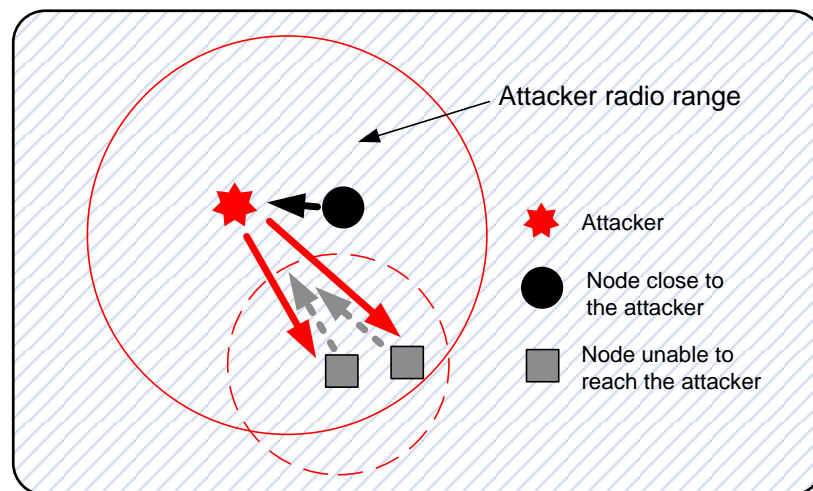 Attacker radio range
Attacker
Node close to
the attacker
Node unable to
reach the attacker